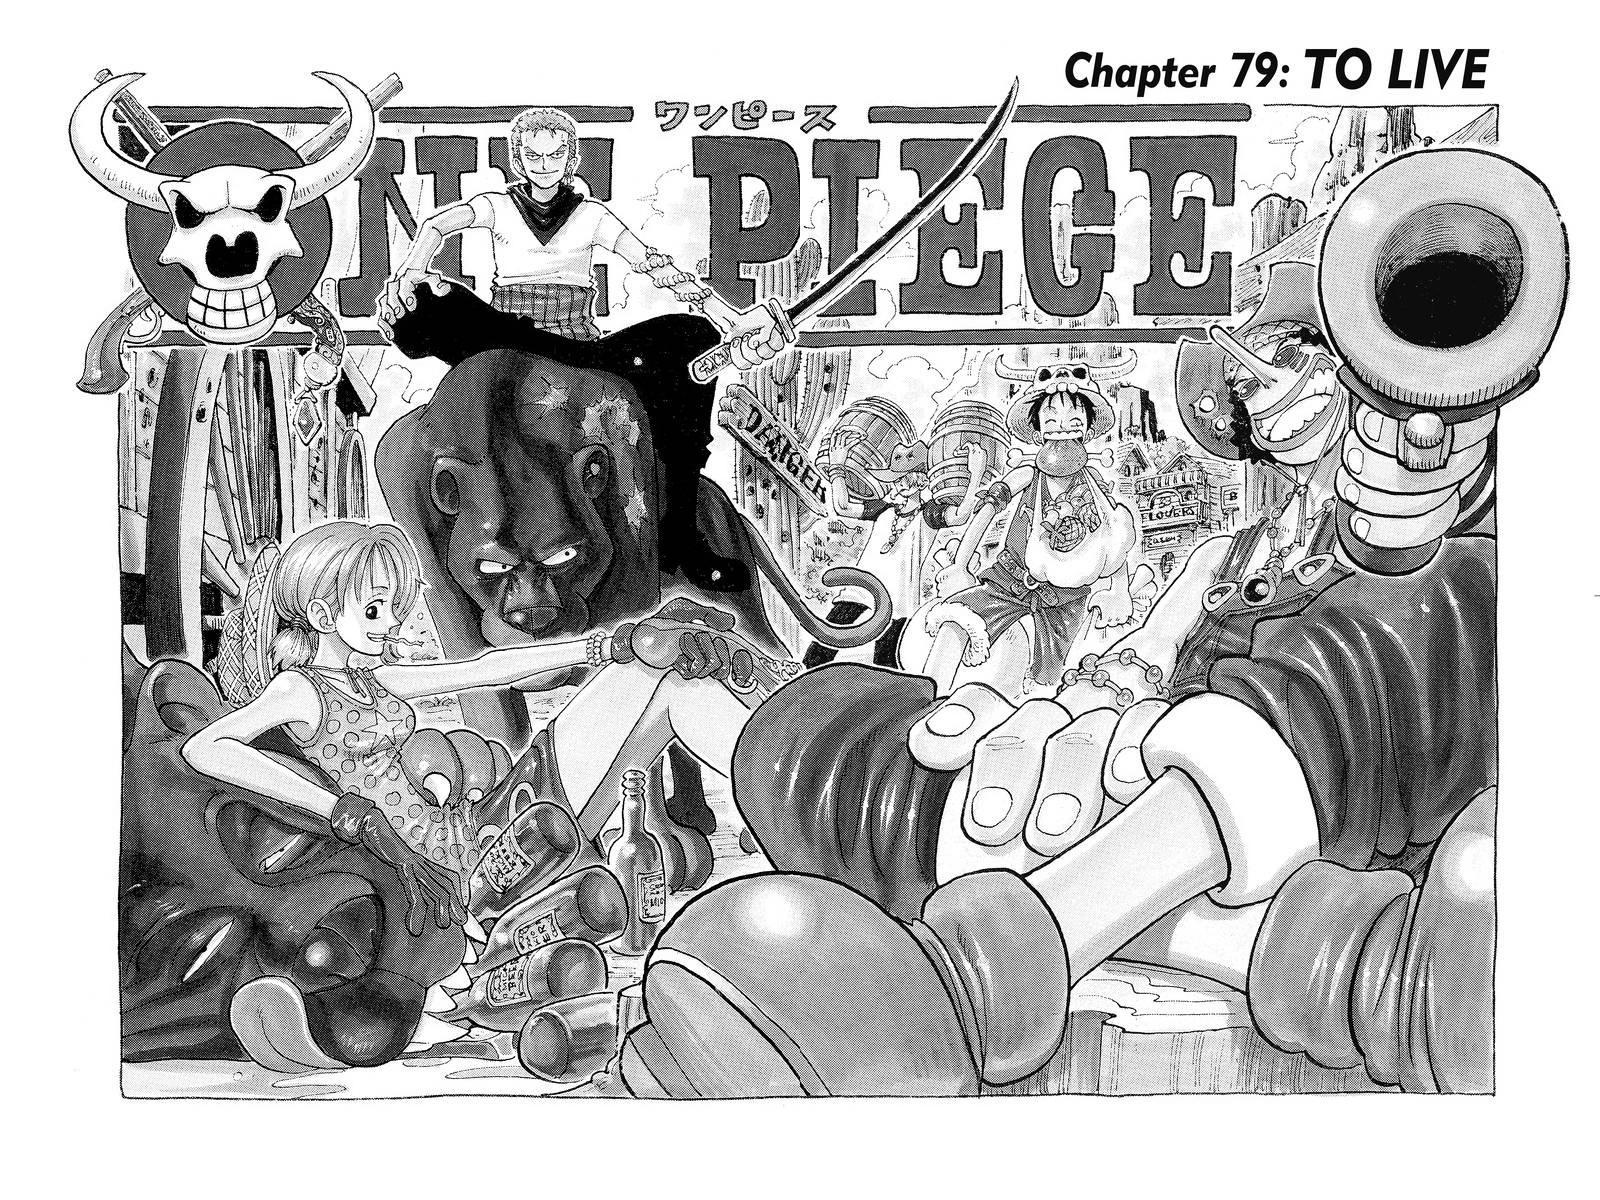 Chapter 79: TO LIVE
ワンピース
ONE PIECE
DANGER
LOVERS